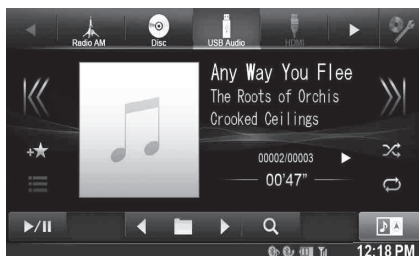 Radio AM
Disc
USB Audio
HDMI
Any Way You Flee
The Roots of Orchis
Crooked Ceilings
00002/00003
00'47"
12:18 PM